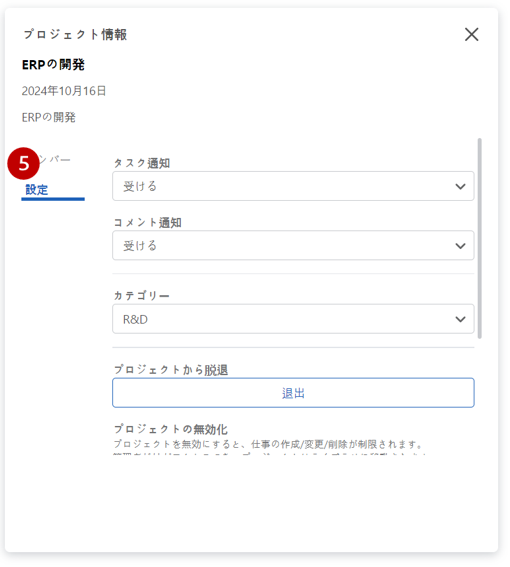 プロジェクト情報
ERPの開発
2024年10月16日
ERPの開発
5
ンバー
設定
タスク通知
受ける
コメント通知
受ける
カテゴリー
R&D
プロジェクトから脱退
退出
プロジェクトの無効化
プロジェクトを無効にすると、仕事の作成/変更/削除が制限されます。